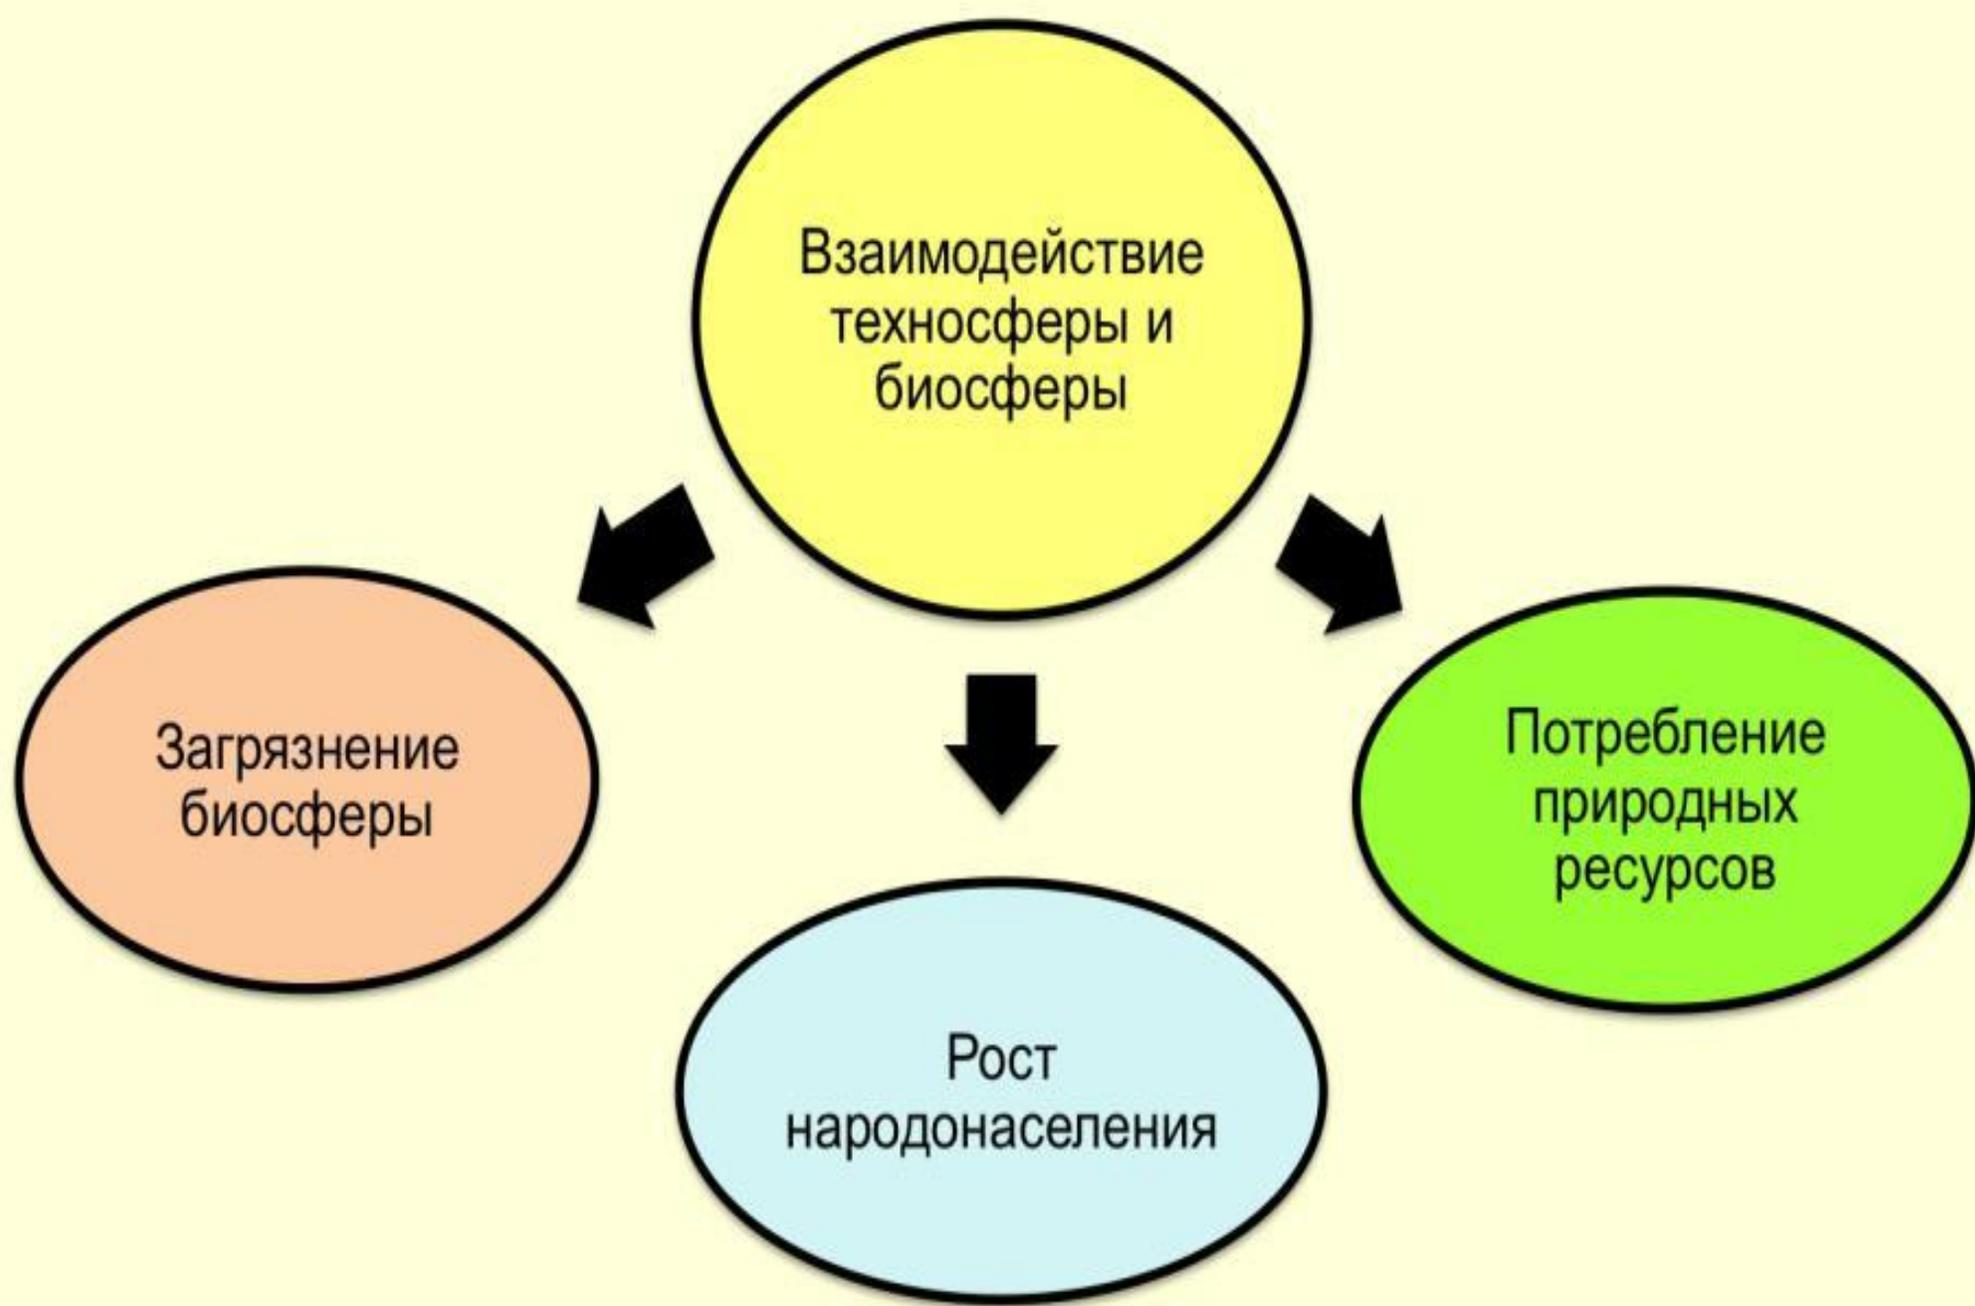 Взаимодействие
техносферы и
биосферы
Загрязнение
биосферы
Рост
народонаселения
Потребление
природных
ресурсов